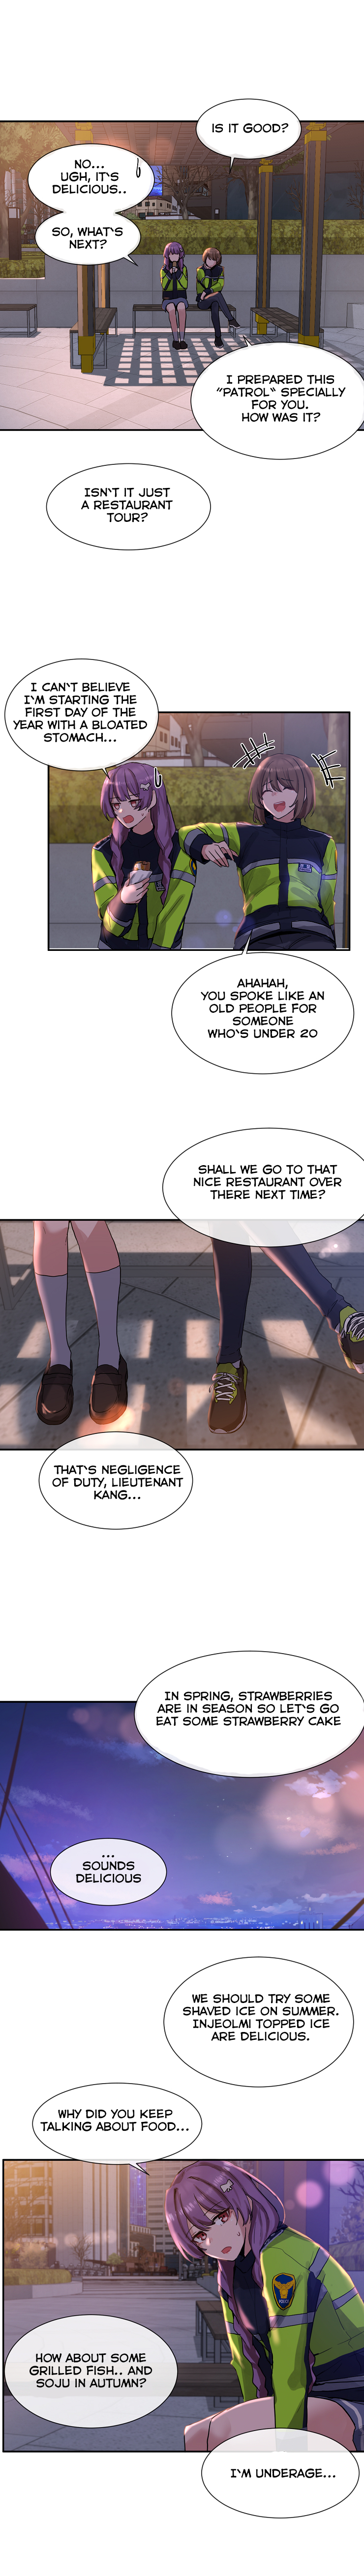 IS IT GOOD?
NO...
UGH, IT'S
DELICIOUS..
SO, WHAT'S
NEXT?
I PREPARED THIS
"PATROL" SPECIALLY
FOR YOU.
HOW WAS IT?
ISN'T IT JUST
A RESTAURANT
TOUR?
I CAN'T BELIEVE
I'M STARTING THE
FIRST DAY OF THE
YEAR WITH A BLOATED
STOMACH...
AHAHAH,
YOU SPOKE LIKE AN
OLD PEOPLE FOR
SOMEONE
WHO'S UNDER 20
SHALL WE GO TO THAT
NICE RESTAURANT OVER
THERE NEXT TIME?
THAT'S NEGLIGENCE
OF DUTY, LIEUTENANT
KANG...
IN SPRING, STRAWBERRIES
ARE IN SEASON SO LET'S GO
EAT SOME STRAWBERRY CAKE
...
SOUNDS
DELICIOUS
WE SHOULD TRY SOME
SHAVED ICE ON SUMMER.
INJEOLMI TOPPED ICE
ARE DELICIOUS.
WHY DID YOU KEEP
TALKING ABOUT FOOD...
POLICE
HOW ABOUT SOME
GRILLED FISH.. AND
SOJU IN AUTUMN?
I'M UNDERAGE...